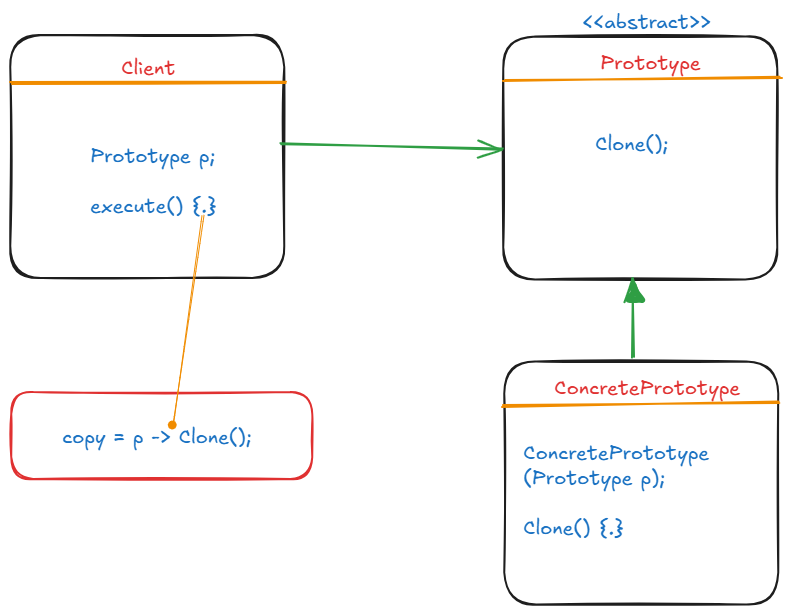 Client
Prototype p;
execute() {.}
copy = p -> Clone();
<<abstract>>
Prototype
Clone();
ConcretePrototype
ConcretePrototype
(Prototype p);
Clone() {.}